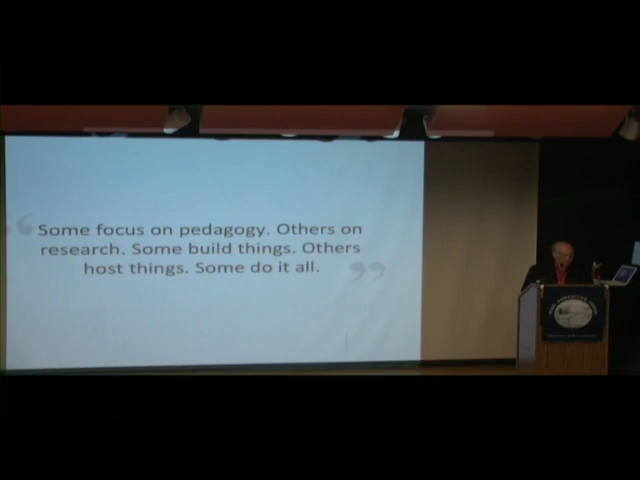 “ Some focus on pedagogy. Others on
research. Some build things. Others
host things. Some do it all. ”